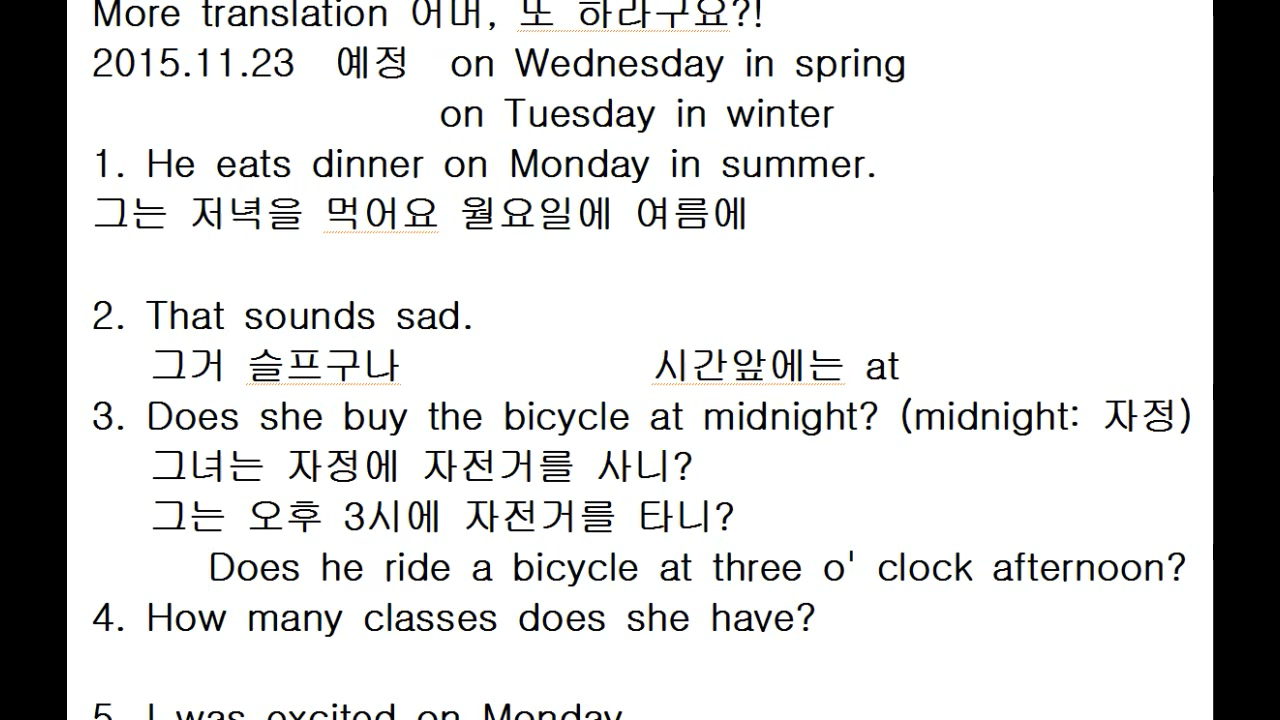 More translation 어머, 또 하라구요?!
2015.11.23 예정 on Wednesday in spring
on Tuesday in winter
1. He eats dinner on Monday in summer.
그는 저녁을 먹어요 월요일에 여름에
2. That sounds sad.
그거 슬프구나 시간앞에는 at
3. Does she buy the bicycle at midnight? (midnight: 자정)
그녀는 자정에 자전거를 사니?
그는 오후 3시에 자전거를 타니?
Does he ride a bicycle at three o' clock afternoon?
4. How many classes does she have?
5. I was excited on Monday